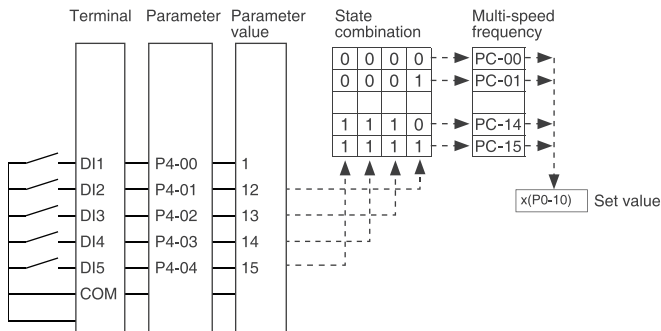 Terminal Parameter Parameter value State combination Multi-speed frequency
0 0 0 0 PC-00
0 0 0 1 PC-01
1 1 1 0 PC-14
1 1 1 1 PC-15
DI1 P4-00 1
DI2 P4-01 12
DI3 P4-02 13
DI4 P4-03 14
DI5 P4-04 15
COM
x(P0-10) Set value